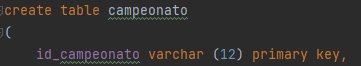 create table campeonato
(
id_campeonato varchar (12) primary key,